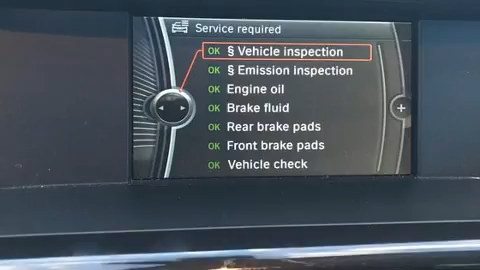 Service required
OK § Vehicle inspection
OK § Emission inspection
OK Engine oil
OK Brake fluid
OK Rear brake pads
OK Front brake pads
OK Vehicle check